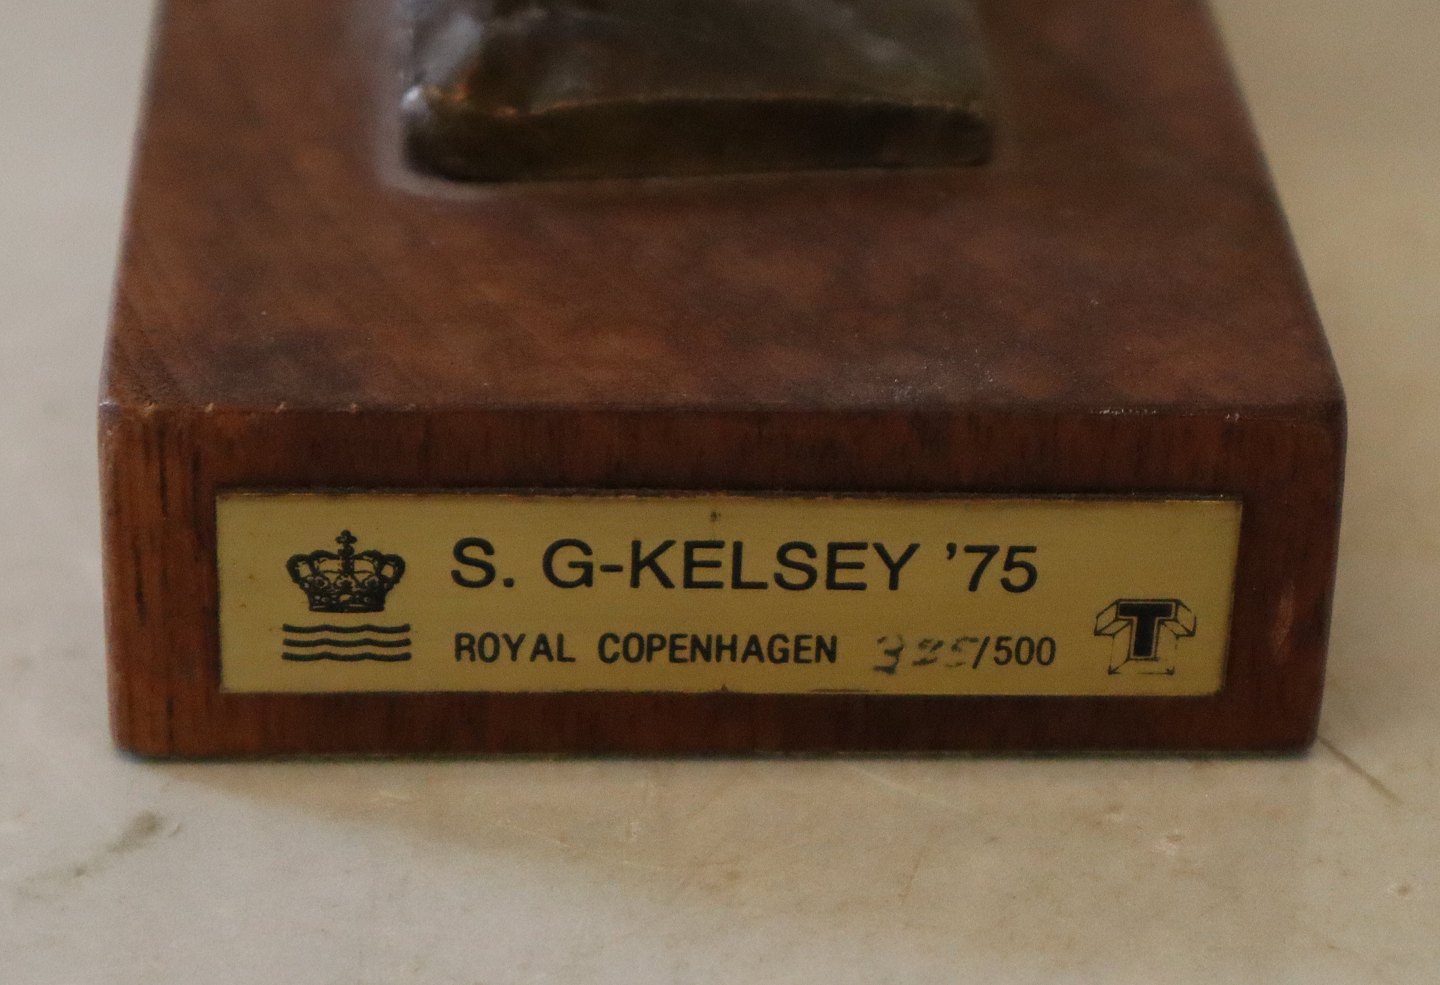 S. G-KELSEY '75
ROYAL COPENHAGEN /500
T